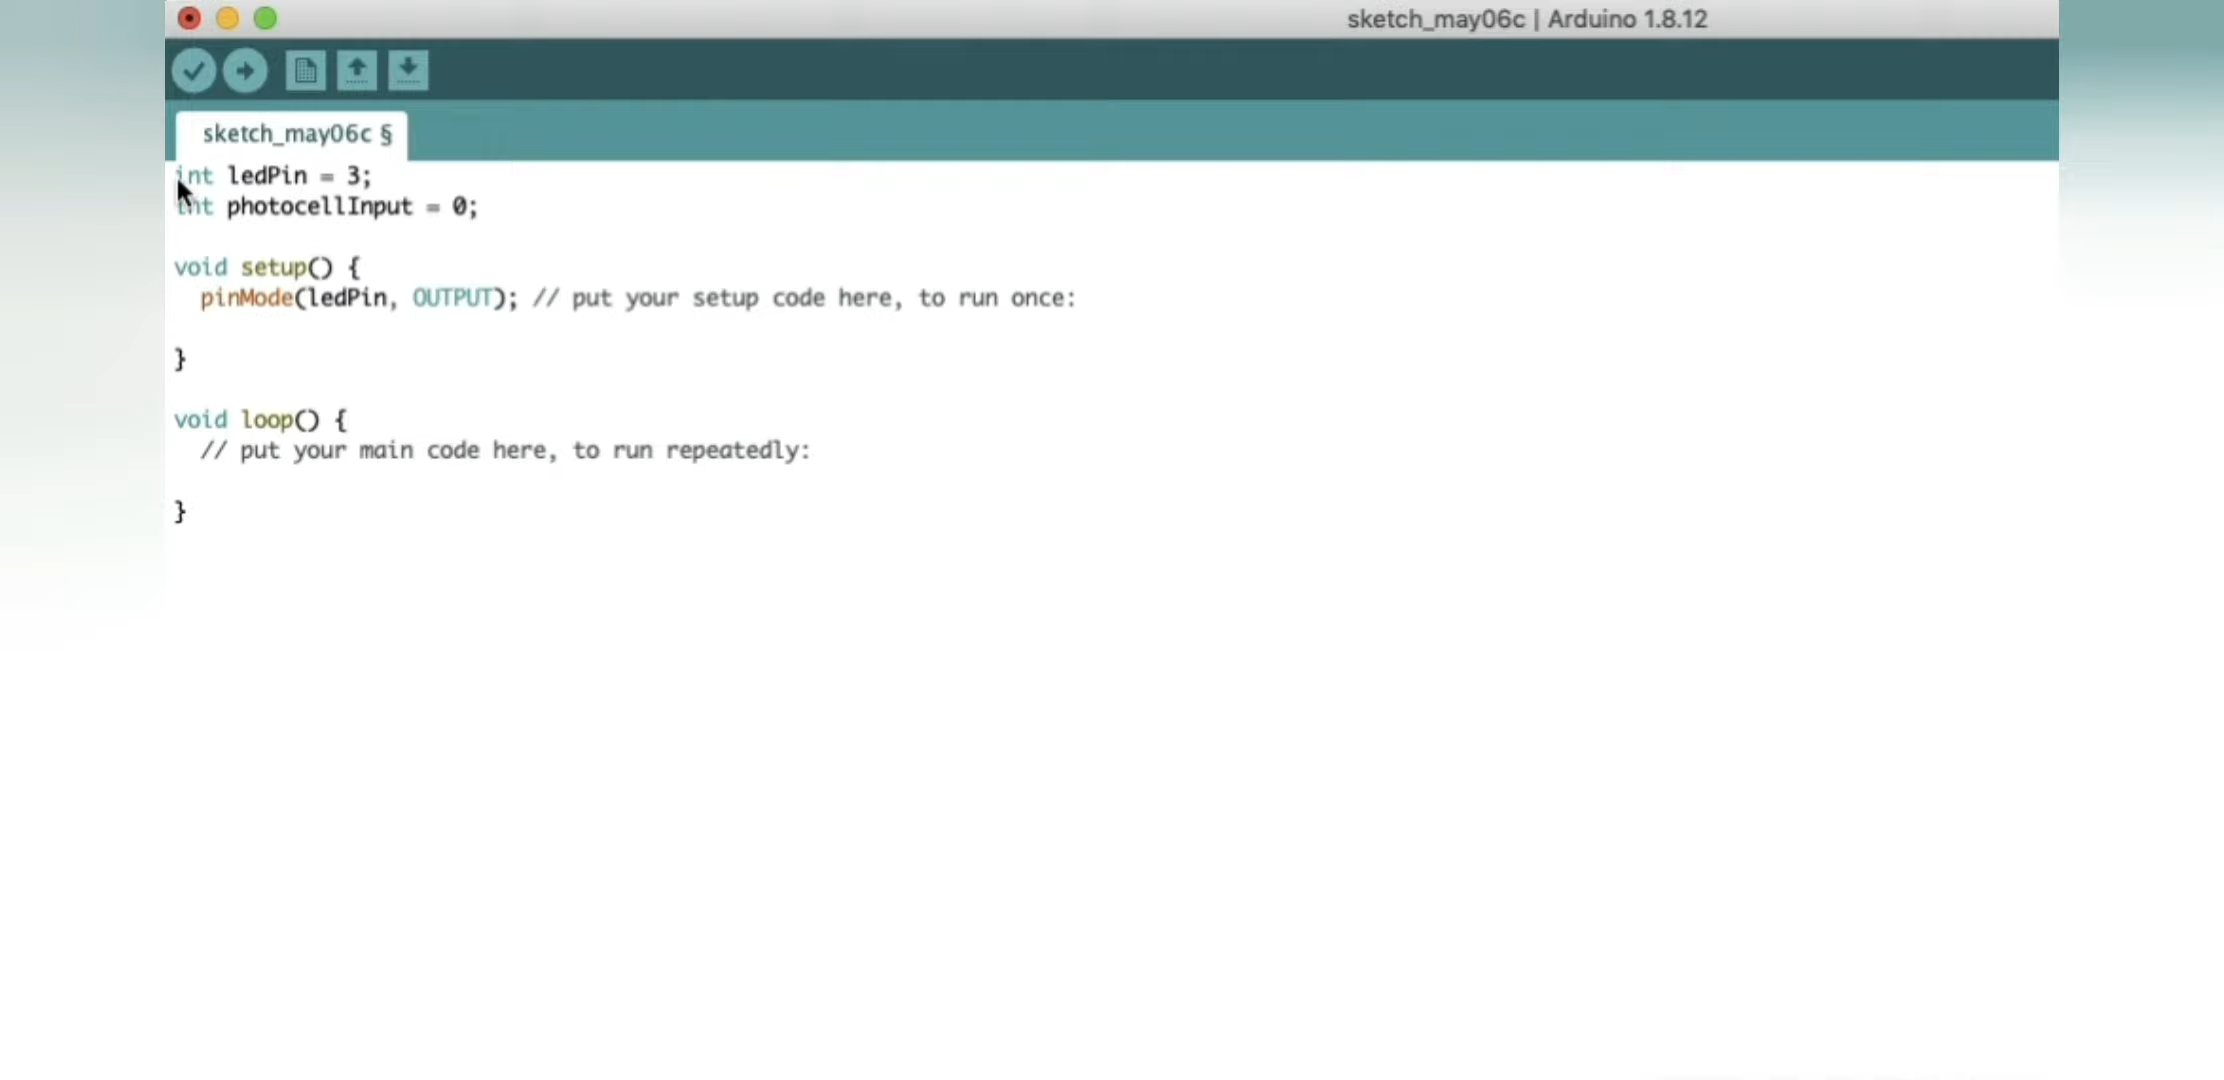 sketch_may06c | Arduino 1.8.12
sketch_may06c §
int ledPin = 3;
int photocellInput = 0;
void setup() {
pinMode(ledPin, OUTPUT); // put your setup code here, to run once:
}
void loop() {
// put your main code here, to run repeatedly:
}